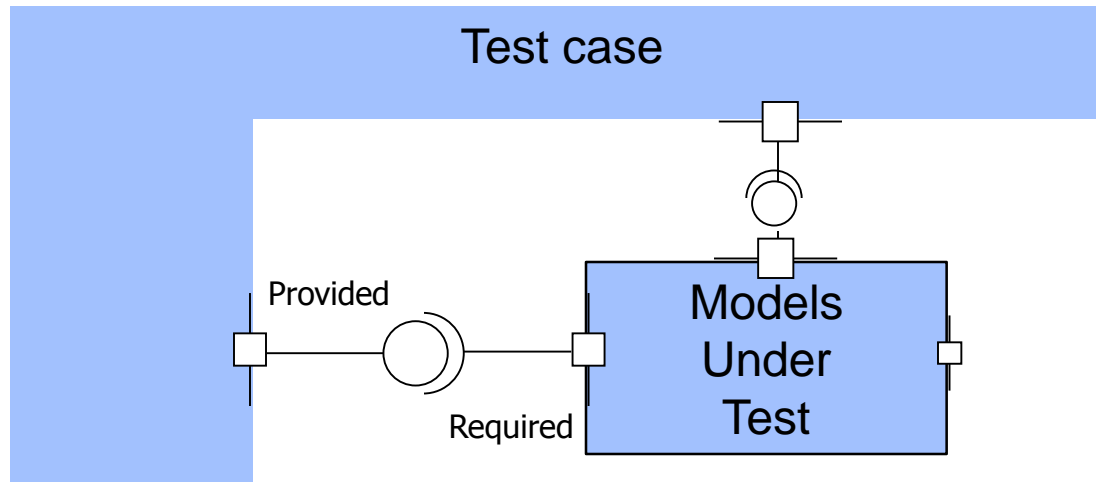 Test case
Provided
Models
Under
Test
Required